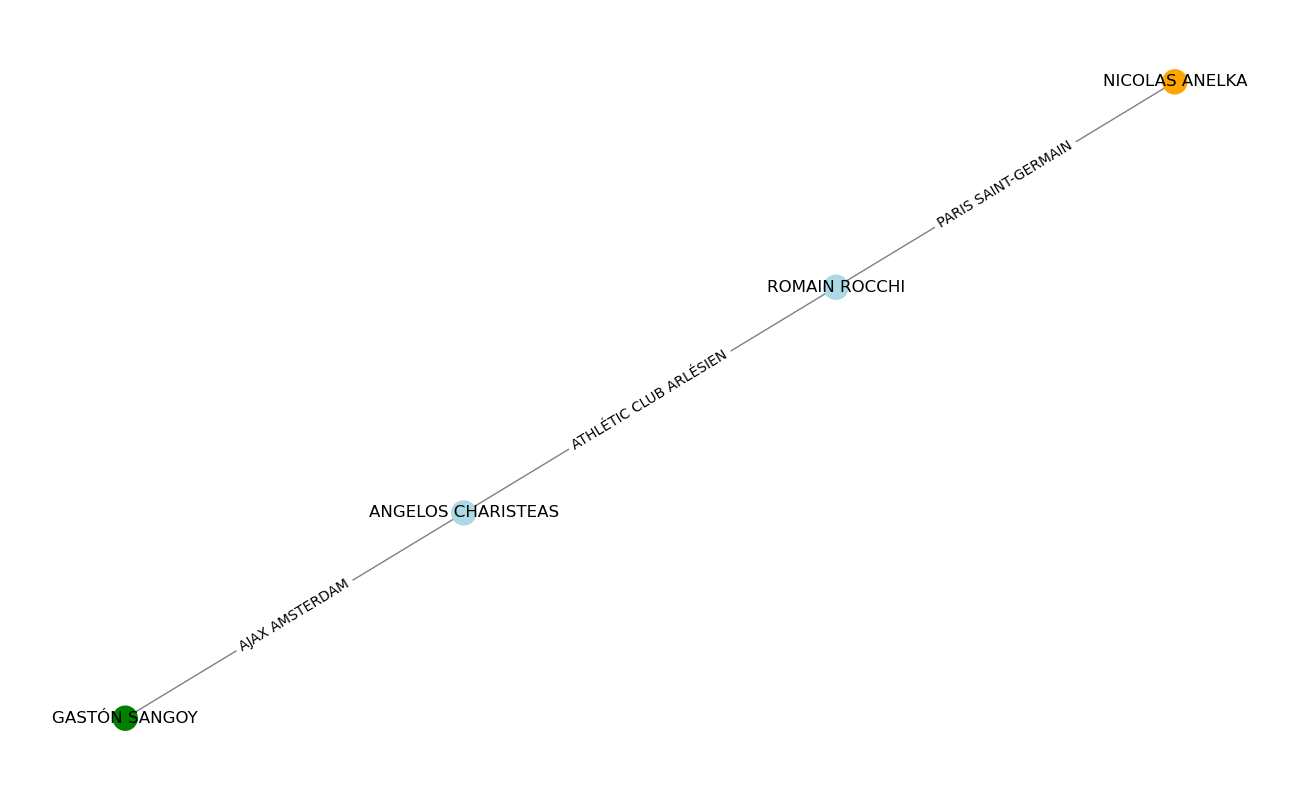 NICOLAS ANELKA
PARIS SAINT-GERMAIN
ROMAIN ROCCHI
ATHLÉTIC CLUB ARLÉSIEN
ANGELOS CHARISTEAS
AJAX AMSTERDAM
GASTÓN SANGOY